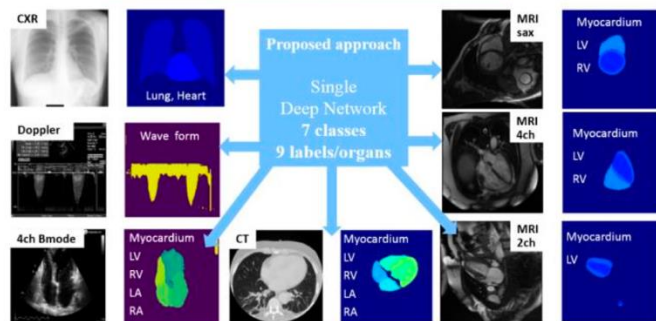 CXR
Lung, Heart
Proposed approach
Single
Deep Network
7 classes
9 labels/organs
MRI
sax
Myocardium
LV
RV
Doppler
Wave form
MRI
4ch
Myocardium
LV
RV
4ch Bmode
Myocardium
LV
RV
LA
RA
CT
Myocardium
LV
RV
LA
RA
MRI
2ch
Myocardium
LV